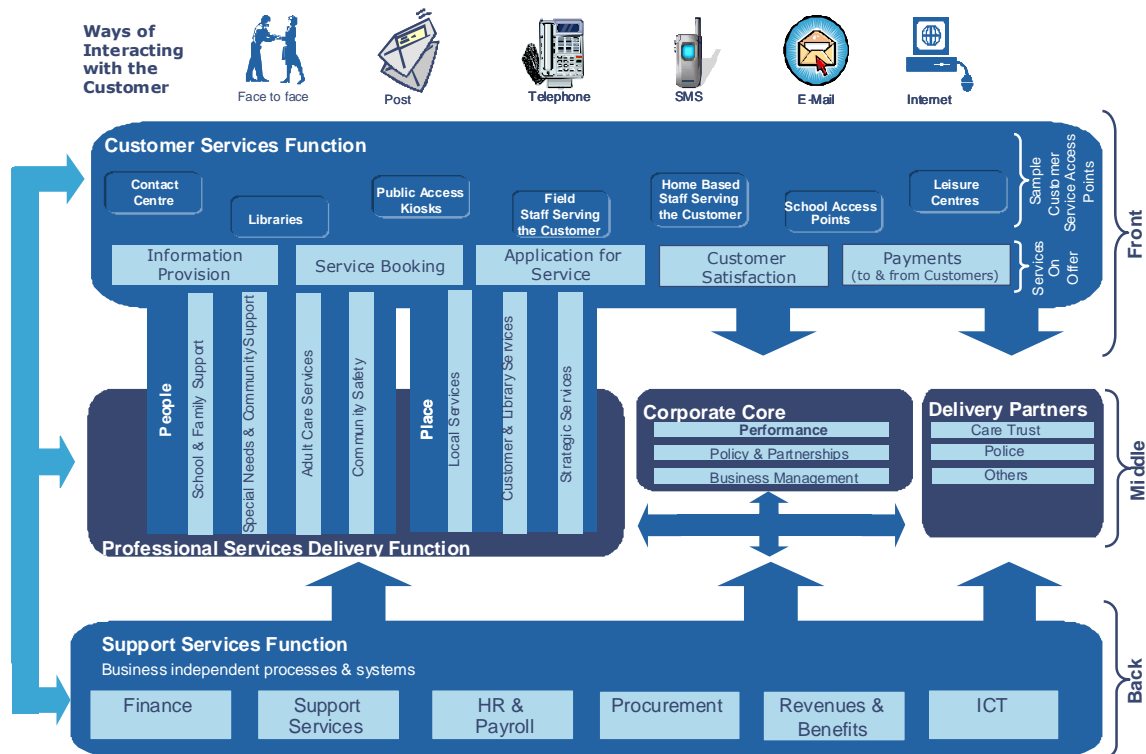 Ways of
Interacting
with the
Customer
Face to face
Post
Telephone
SMS
E-Mail
Internet
Customer Services Function
Contact
Centre
Libraries
Public Access
Kiosks
Field
Staff Serving
the Customer
Home Based
Staff Serving
the Customer
School Access
Points
Leisure
Centres
Sample
Customer
Service Access
Points
Information
Provision
Service Booking
Application for
Service
Customer
Satisfaction
Payments
(to & from Customers)
Services
On
Offer
Front
People
School & Family Support
Special Needs & Community Support
Adult Care Services
Community Safety
Place
Local Services
Customer & Library Services
Strategic Services
Professional Services Delivery Function
Corporate Core
Performance
Policy & Partnerships
Business Management
Delivery Partners
Care Trust
Police
Others
Middle
Support Services Function
Business independent processes & systems
Finance
Support
Services
HR &
Payroll
Procurement
Revenues &
Benefits
ICT
Back